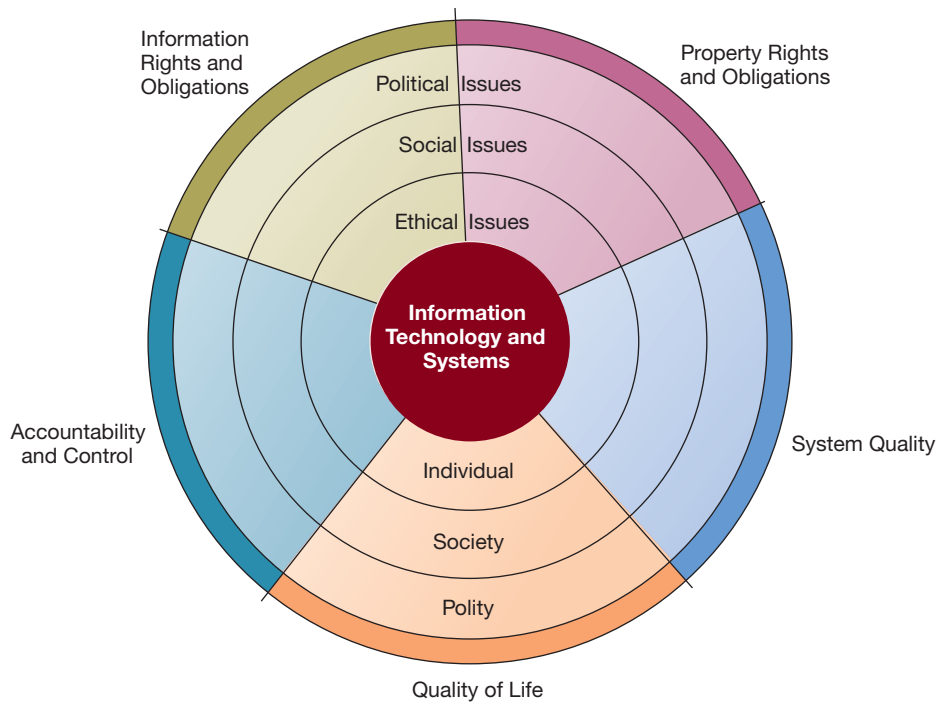 Information
Rights and
Obligations
Property Rights
and Obligations
Political Issues
Social Issues
Ethical Issues
Information
Technology and
Systems
Accountability
and Control
System Quality
Individual
Society
Polity
Quality of Life